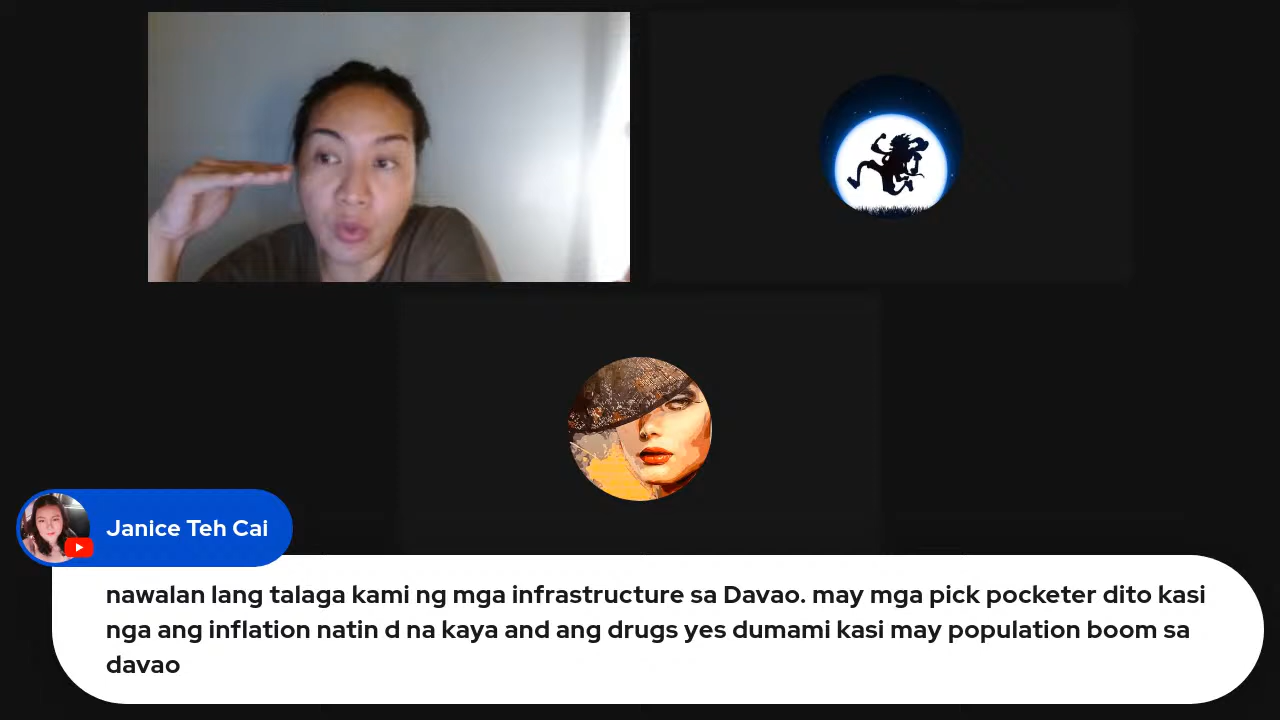 Janice Teh Cai
nawalan lang talaga kami ng mga infrastructure sa Davao. may mga pick pocketer dito kasi
nga ang inflation natin d na kaya and ang drugs yes dumami kasi may population boom sa
davao